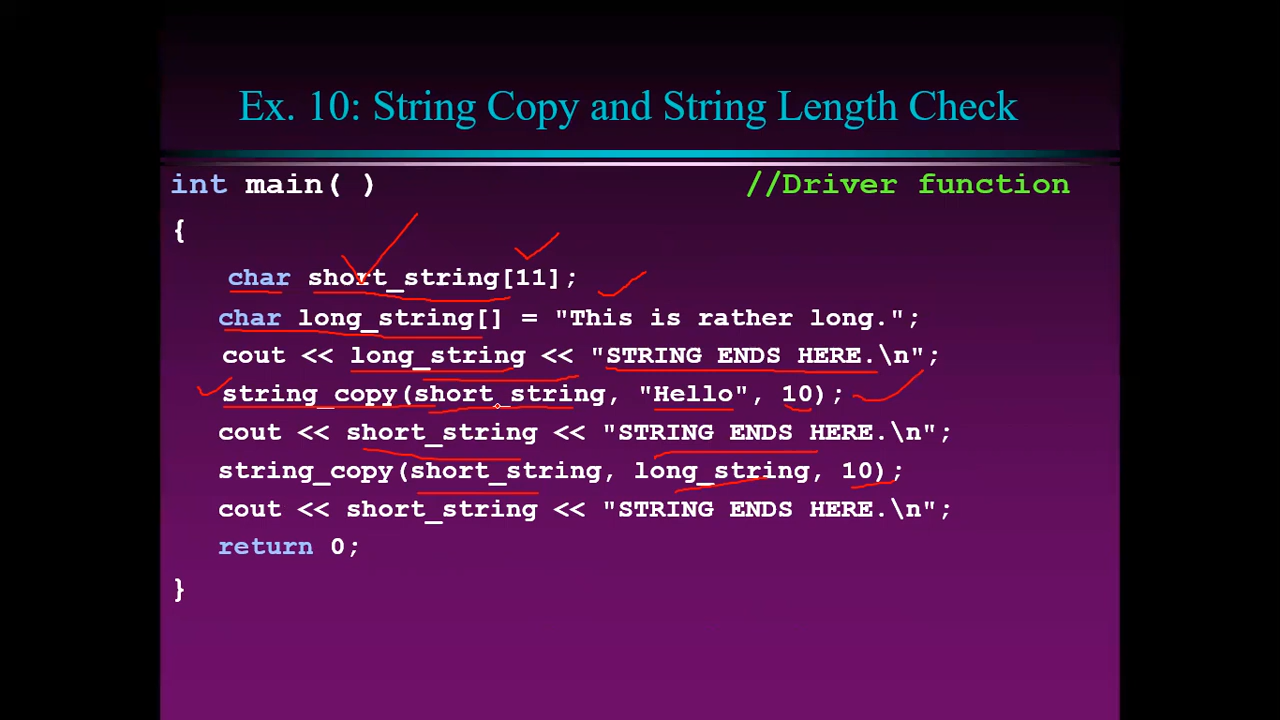 Ex. 10: String Copy and String Length Check
int main( ) //Driver function
{
char short_string[11];
char long_string[] = "This is rather long.";
cout << long_string << "STRING ENDS HERE.\n";
string_copy(short_string, "Hello", 10);
cout << short_string << "STRING ENDS HERE.\n";
string_copy(short_string, long_string, 10);
cout << short_string << "STRING ENDS HERE.\n";
return 0;
}